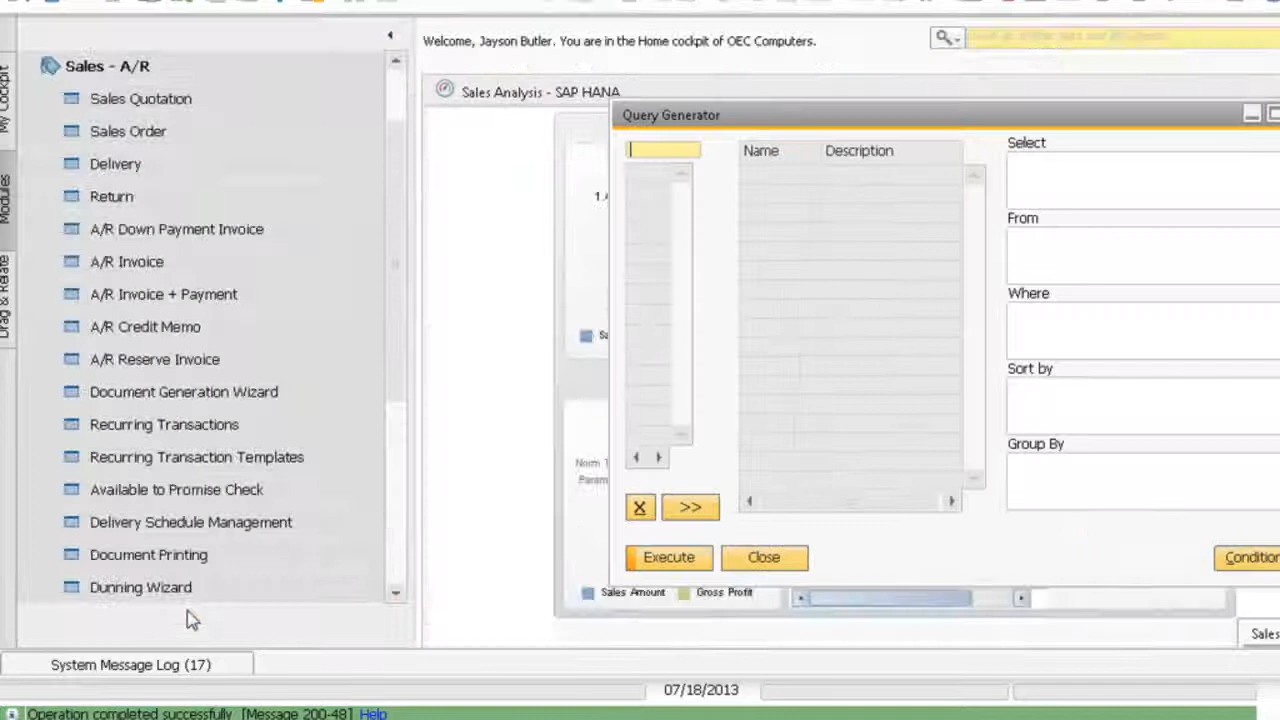 Welcome, Jayson Butler. You are in the Home cockpit of OEC Computers.
My Cockpit
Modules
Drag & Relate
Sales - A/R
Sales Quotation
Sales Order
Delivery
Return
A/R Down Payment Invoice
A/R Invoice
A/R Invoice + Payment
A/R Credit Memo
A/R Reserve Invoice
Document Generation Wizard
Recurring Transactions
Recurring Transaction Templates
Available to Promise Check
Delivery Schedule Management
Document Printing
Dunning Wizard
Sales Analysis - SAP HANA
Query Generator
Name Description
Select
From
Where
Sort by
Group By
X >>
Execute Close Condition
Norm
Param
Sales Amount Gross Profit
Sales
System Message Log (17)
07/18/2013
Operation completed successfully [Message 200-48] Help